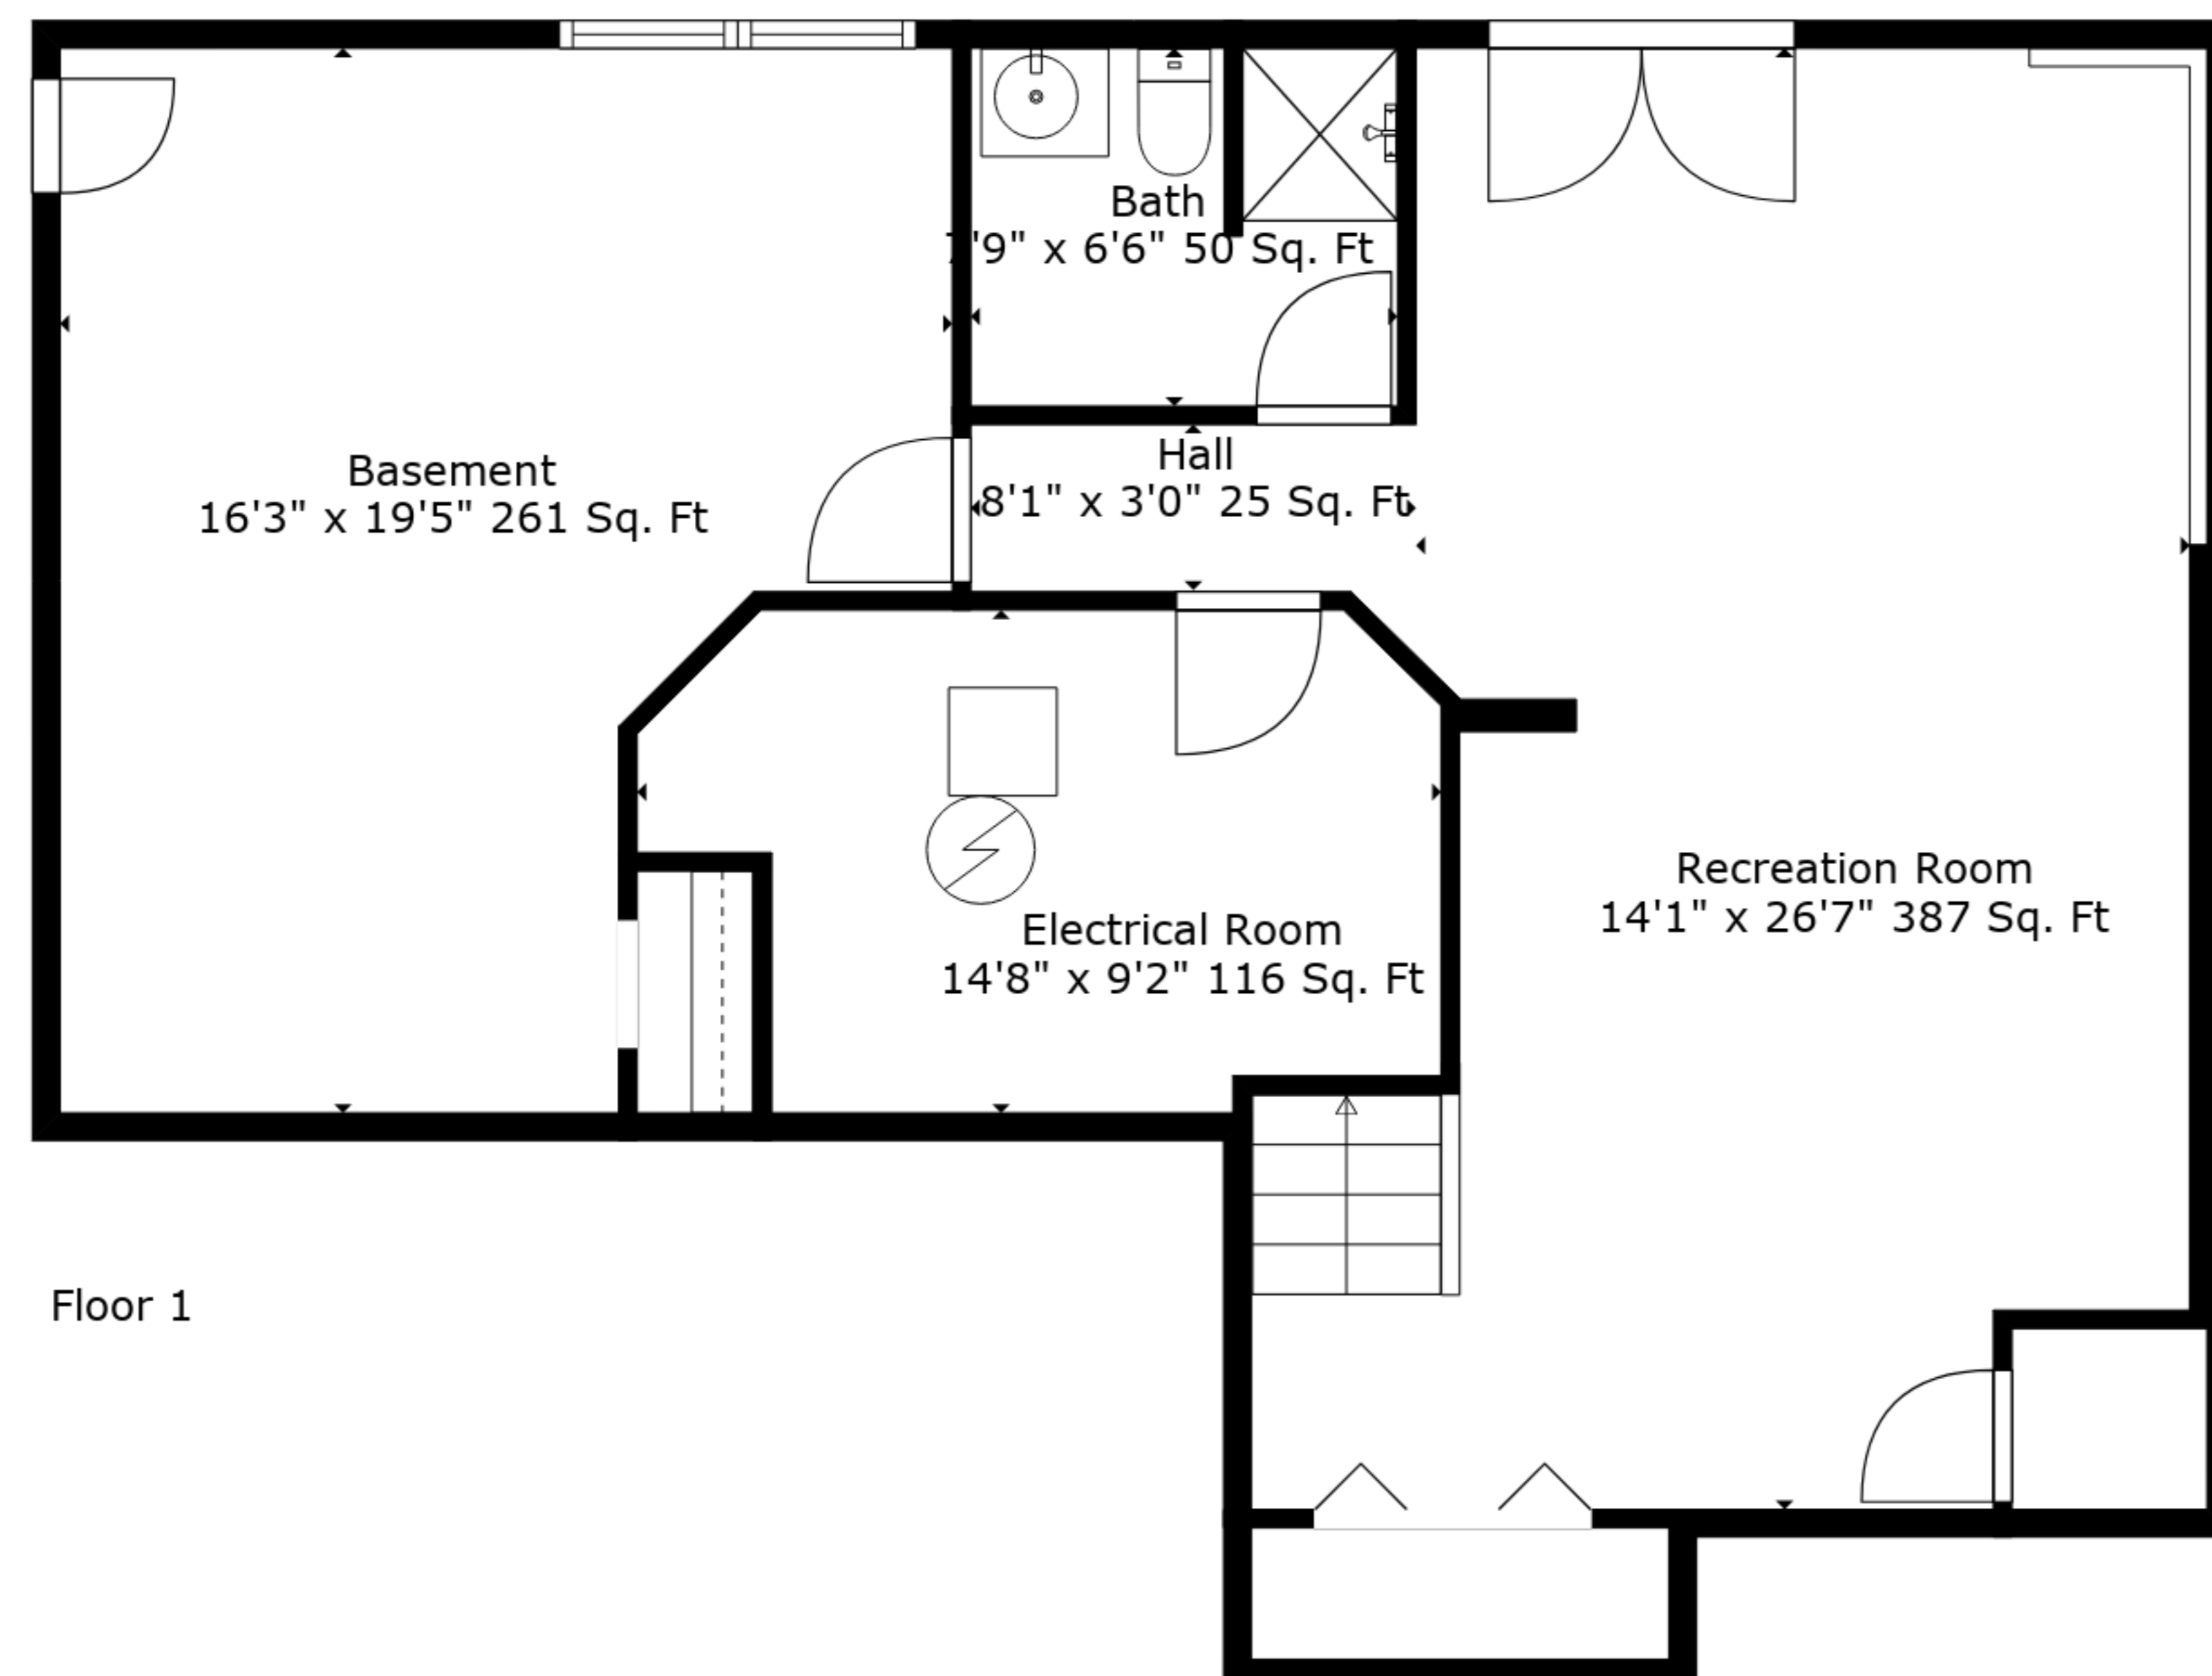 Bath
7'9" x 6'6" 50 Sq. Ft
Hall
8'1" x 3'0" 25 Sq. Ft
Basement
16'3" x 19'5" 261 Sq. Ft
Recreation Room
14'1" x 26'7" 387 Sq. Ft
Electrical Room
14'8" x 9'2" 116 Sq. Ft
Floor 1